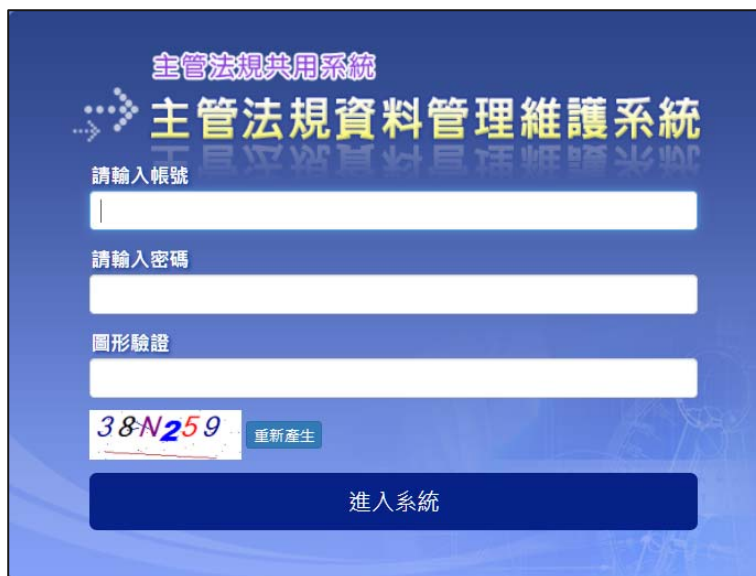 主管法規共用系統
主管法規資料管理維護系統
請輸入帳號
請輸入密碼
圖形驗證
38N259
重新產生
進入系統